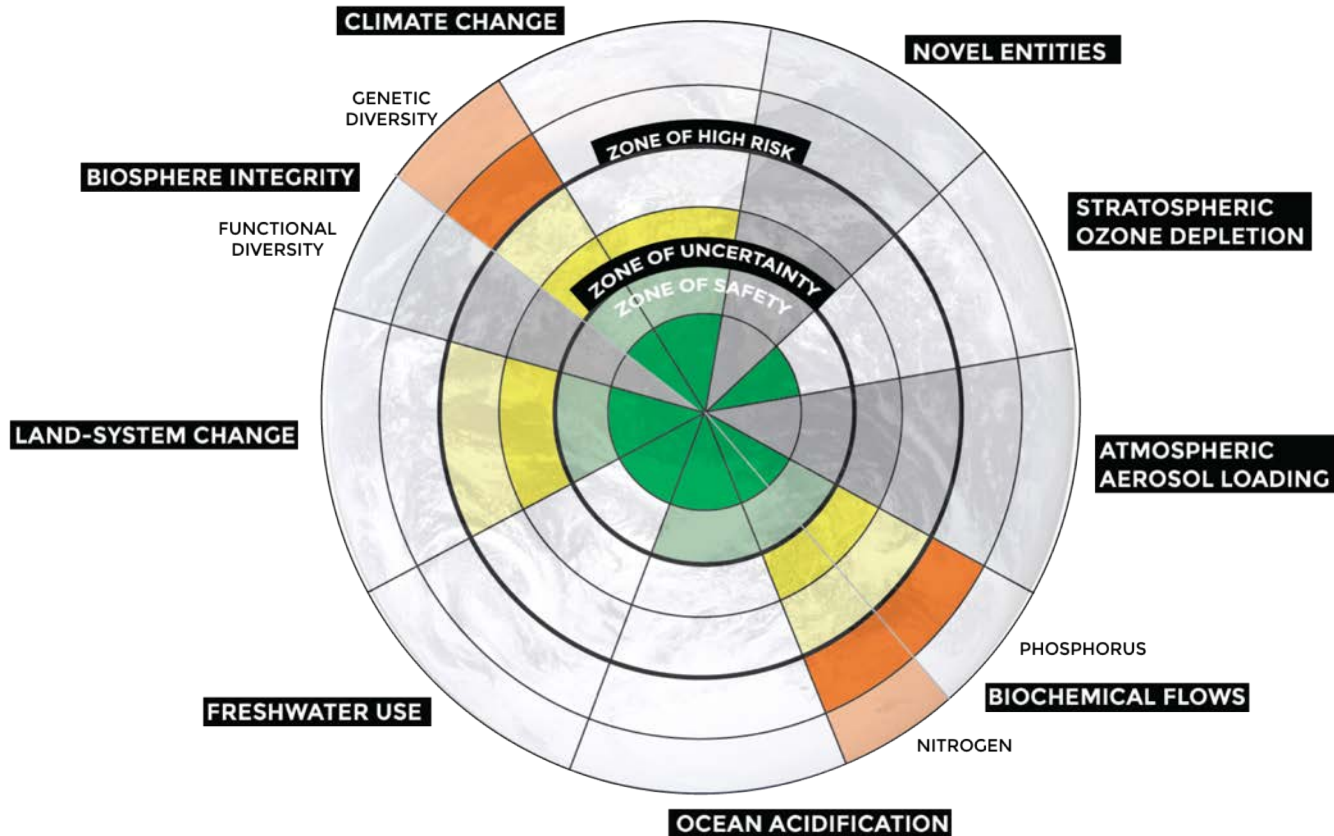 CLIMATE CHANGE
NOVEL ENTITIES
GENETIC
DIVERSITY
ZONE OF HIGH RISK
BIOSPHERE INTEGRITY
STRATOSPHERIC
OZONE DEPLETION
FUNCTIONAL
DIVERSITY
ZONE OF UNCERTAINTY
ZONE OF SAFETY
LAND-SYSTEM CHANGE
ATMOSPHERIC
AEROSOL LOADING
PHOSPHORUS
BIOCHEMICAL FLOWS
FRESHWATER USE
NITROGEN
OCEAN ACIDIFICATION